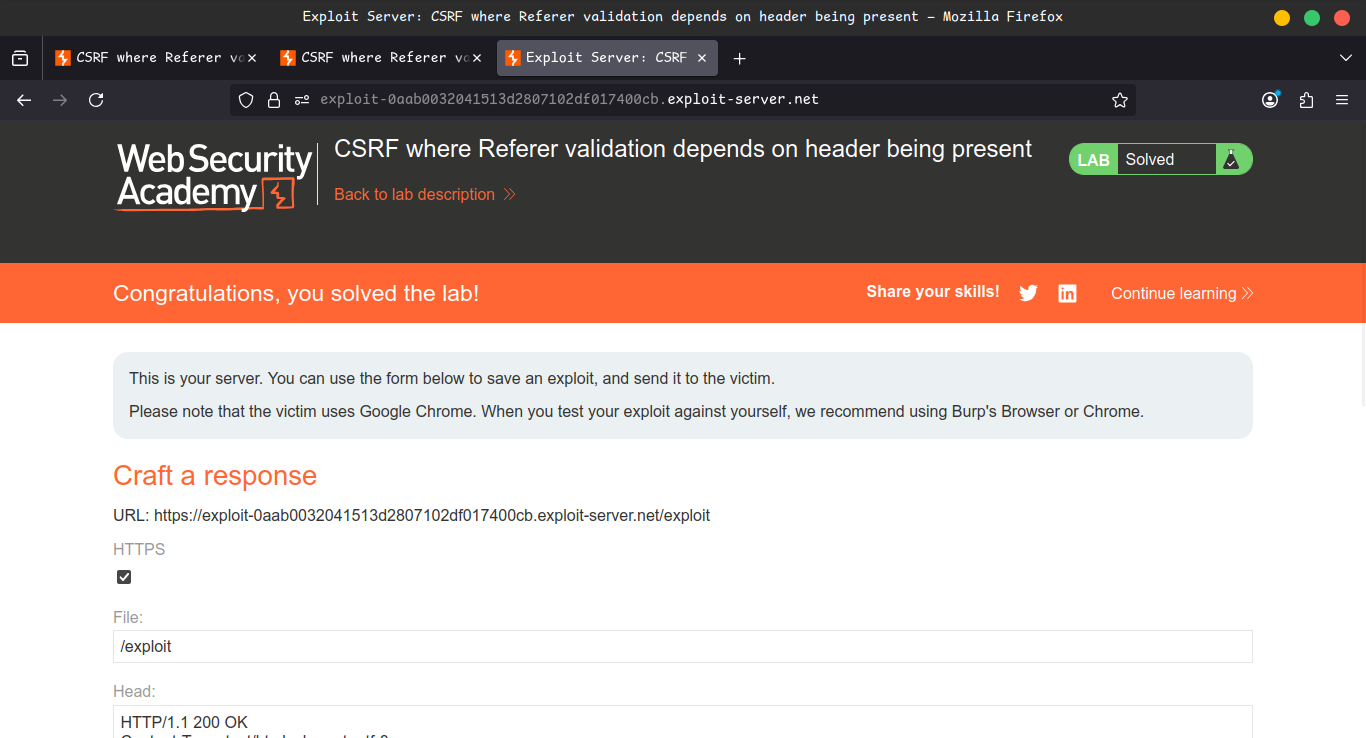 Exploit Server: CSRF where Referer validation depends on header being present — Mozilla Firefox
CSRF where Referer va
CSRF where Referer va
Exploit Server: CSRF
exploit-0aab0032041513d2807102df017400cb.exploit-server.net
Web Security
Academy
CSRF where Referer validation depends on header being present
Back to lab description
LAB Solved
Congratulations, you solved the lab!
Share your skills!
Continue learning
This is your server. You can use the form below to save an exploit, and send it to the victim.
Please note that the victim uses Google Chrome. When you test your exploit against yourself, we recommend using Burp's Browser or Chrome.
Craft a response
URL: https://exploit-0aab0032041513d2807102df017400cb.exploit-server.net/exploit
HTTPS
File:
/exploit
Head:
HTTP/1.1 200 OK